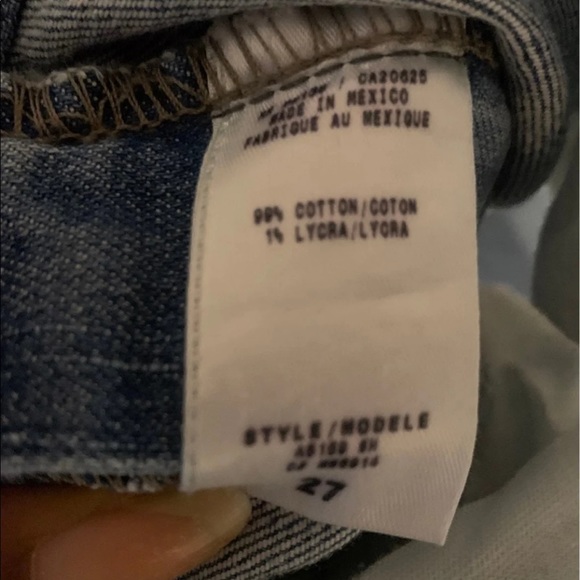 / CA20625
MADE IN MEXICO
FABRIQUE AU MEXIQUE
99% COTTON/COTON
1% LYCRA/LYCRA
STYLE/MODELE
27